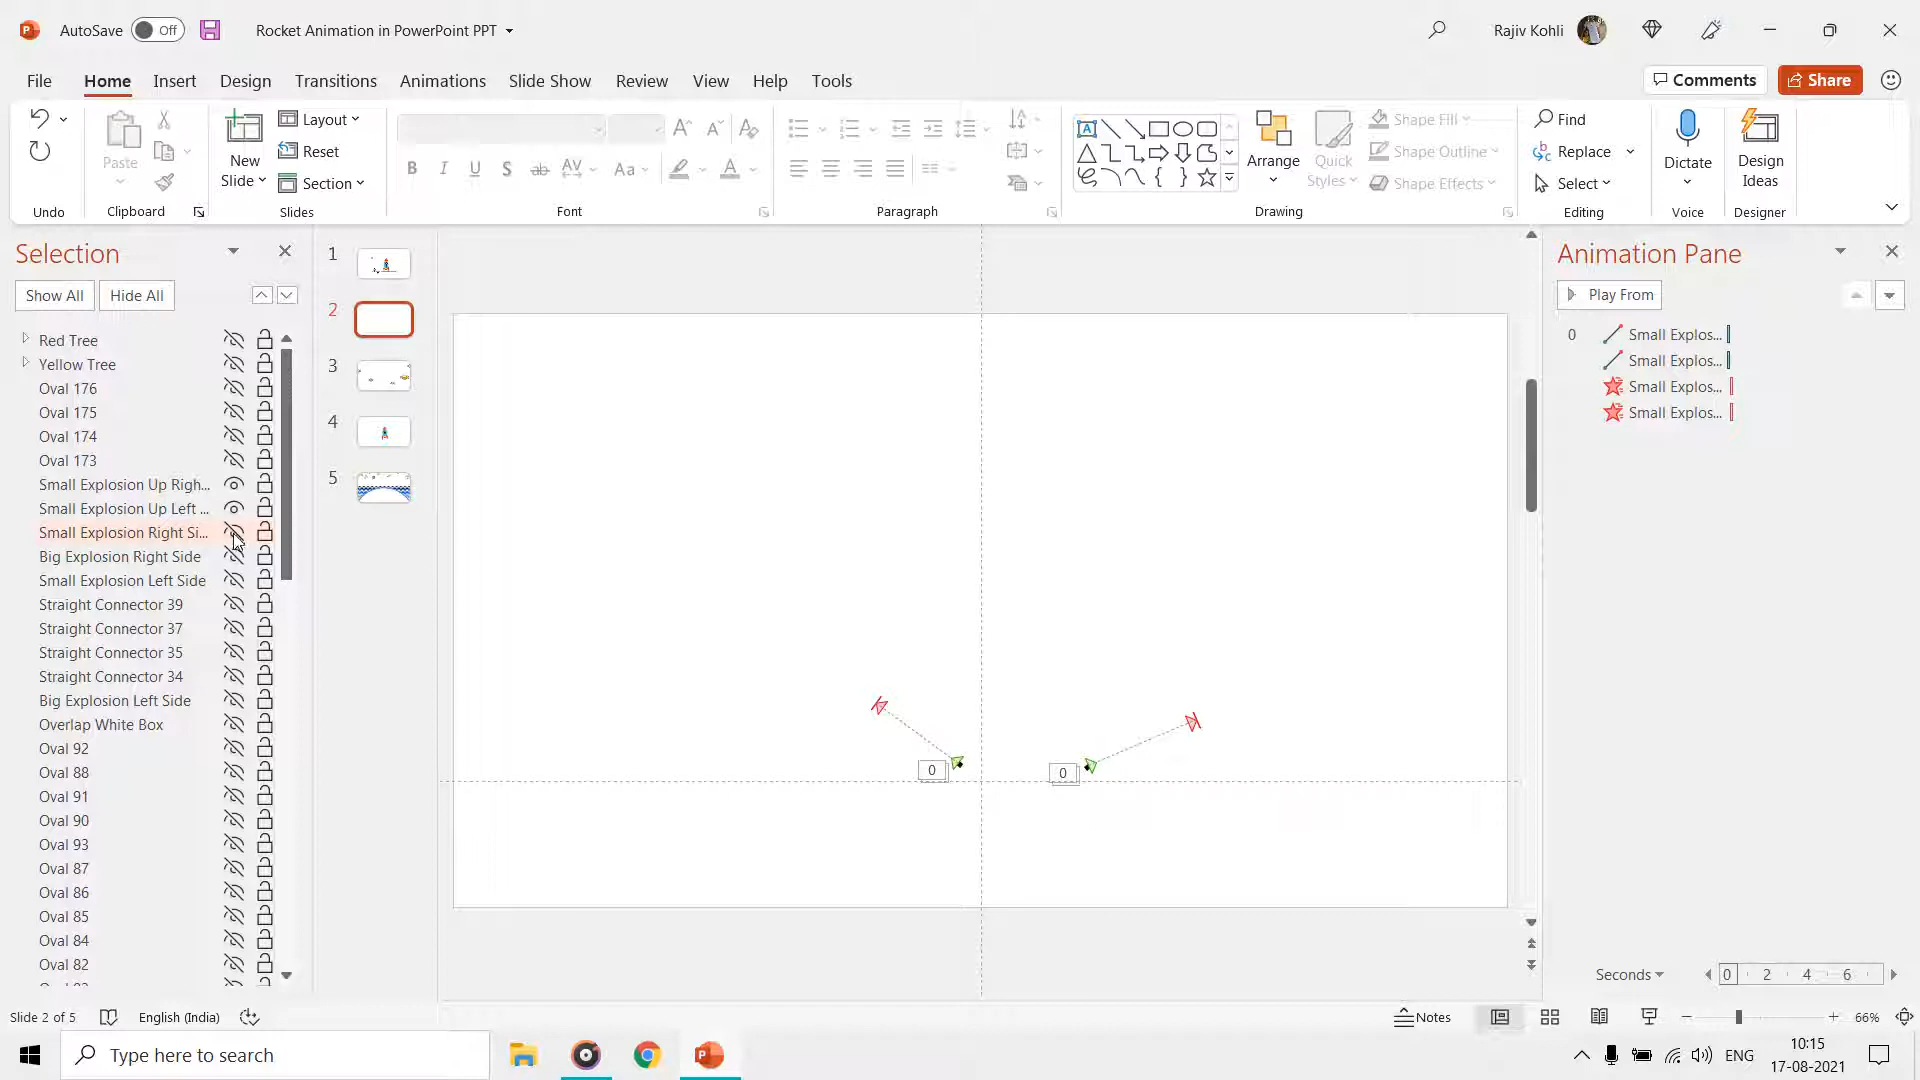 AutoSave Off Rocket Animation in PowerPoint PPT Rajiv Kohli
File Home Insert Design Transitions Animations Slide Show Review View Help Tools Comments Share
Paste
Clipboard
Undo
New Slide
Layout
Reset
Section
Slides
Font
Paragraph
Arrange
Quick Styles
Shape Fill
Shape Outline
Shape Effects
Drawing
Find
Replace
Select
Editing
Dictate
Voice
Design Ideas
Designer
Selection
Show All Hide All
Red Tree
Yellow Tree
Oval 176
Oval 175
Oval 174
Oval 173
Small Explosion Up Righ...
Small Explosion Up Left ...
Small Explosion Right Si...
Big Explosion Right Side
Small Explosion Left Side
Straight Connector 39
Straight Connector 37
Straight Connector 35
Straight Connector 34
Big Explosion Left Side
Overlap White Box
Oval 92
Oval 88
Oval 91
Oval 90
Oval 93
Oval 87
Oval 86
Oval 85
Oval 84
Oval 82
1
2
3
4
5
0
0
Animation Pane
Play From
0 Small Explos...
Small Explos...
Small Explos...
Small Explos...
Seconds 0 2 4 6
Slide 2 of 5 English (India) Notes 66%
Type here to search
ENG
10:15
17-08-2021